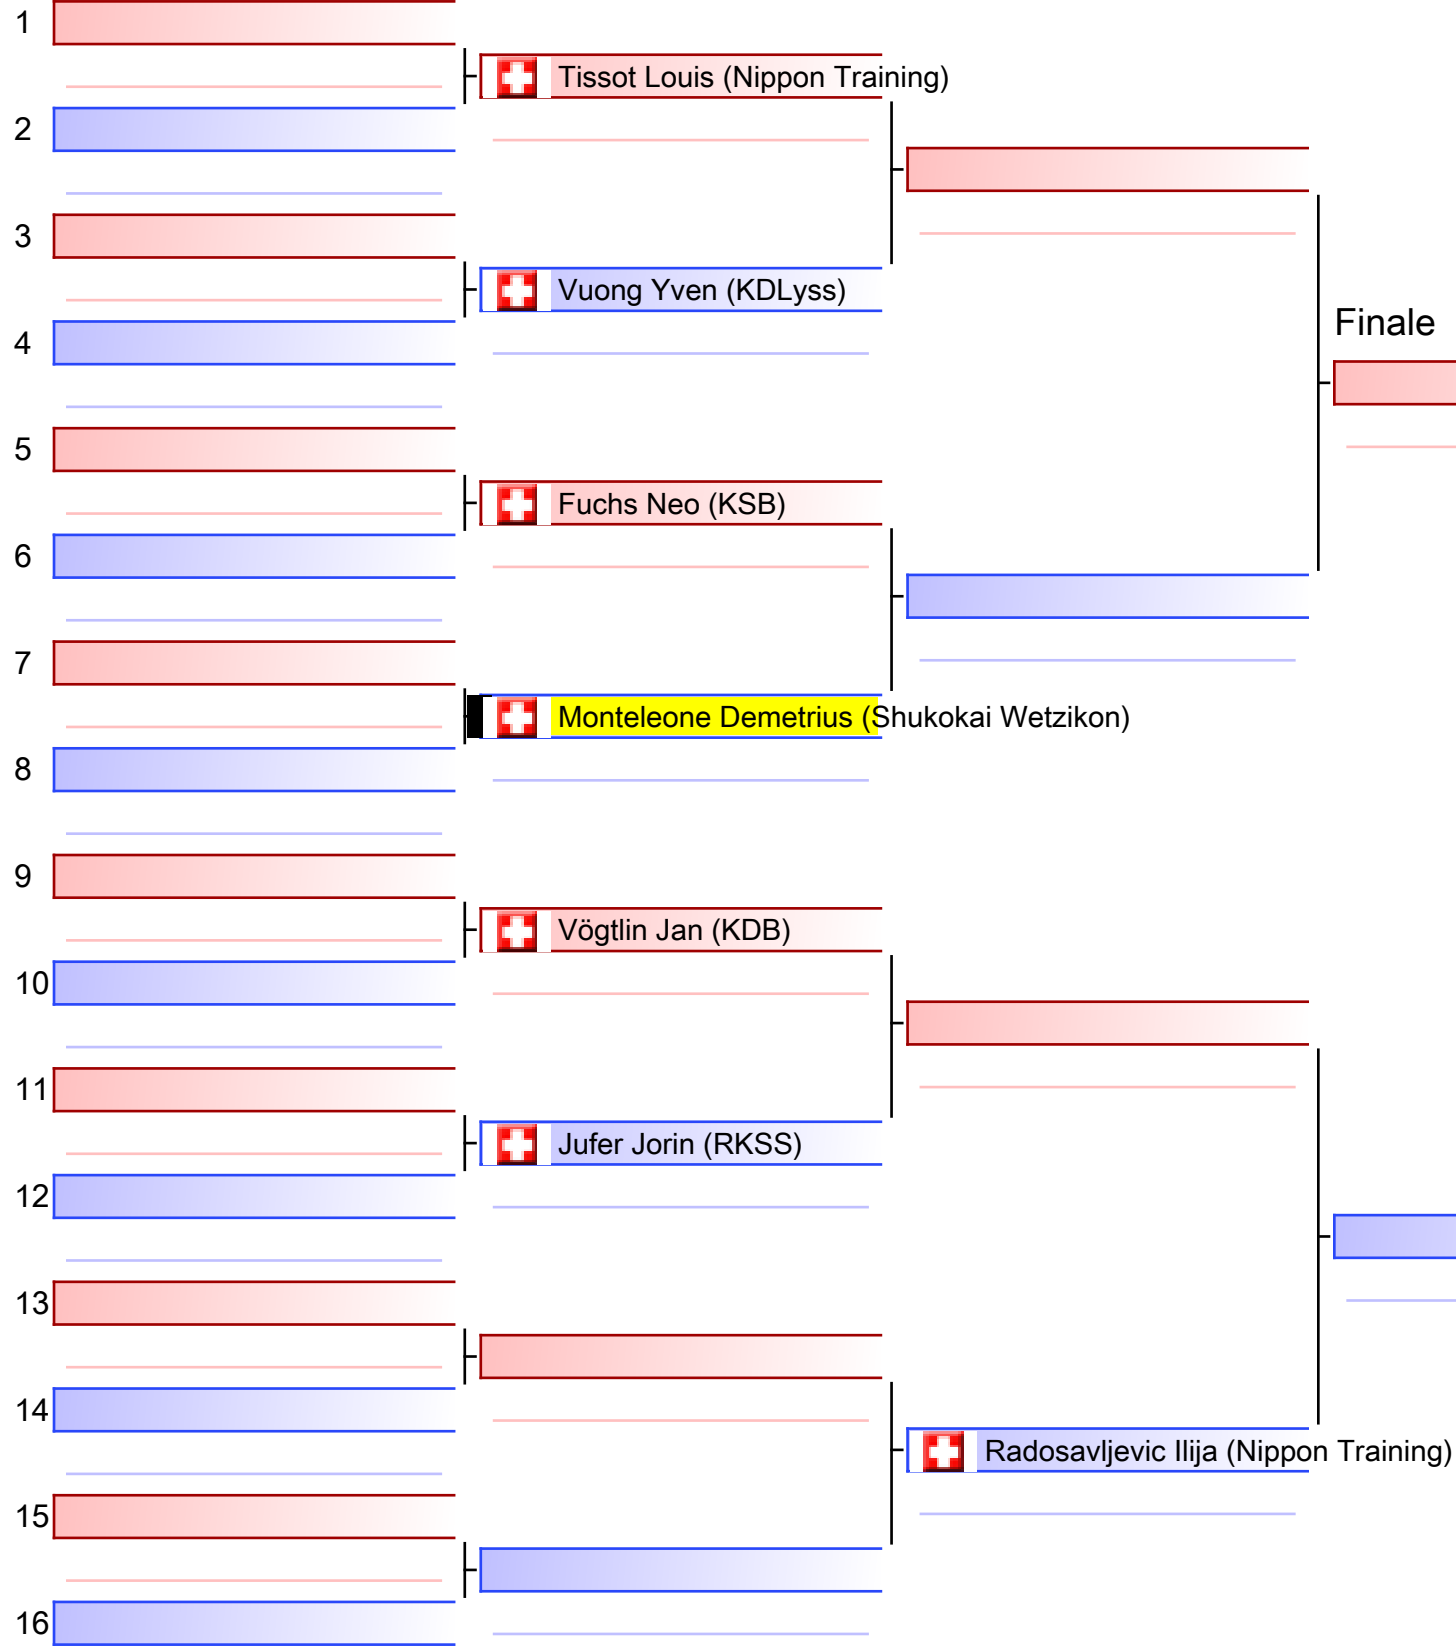 1
Tissot Louis (Nippon Training)
2
3
Vuong Yven (KDLyss)
Finale
4
5
Fuchs Neo (KSB)
6
7
Monteleone Demetrius (Shukokai Wetzikon)
8
9
Vögtlin Jan (KDB)
10
11
Jufer Jorin (RKSS)
12
13
14
Radosavljevic Ilija (Nippon Training)
15
16